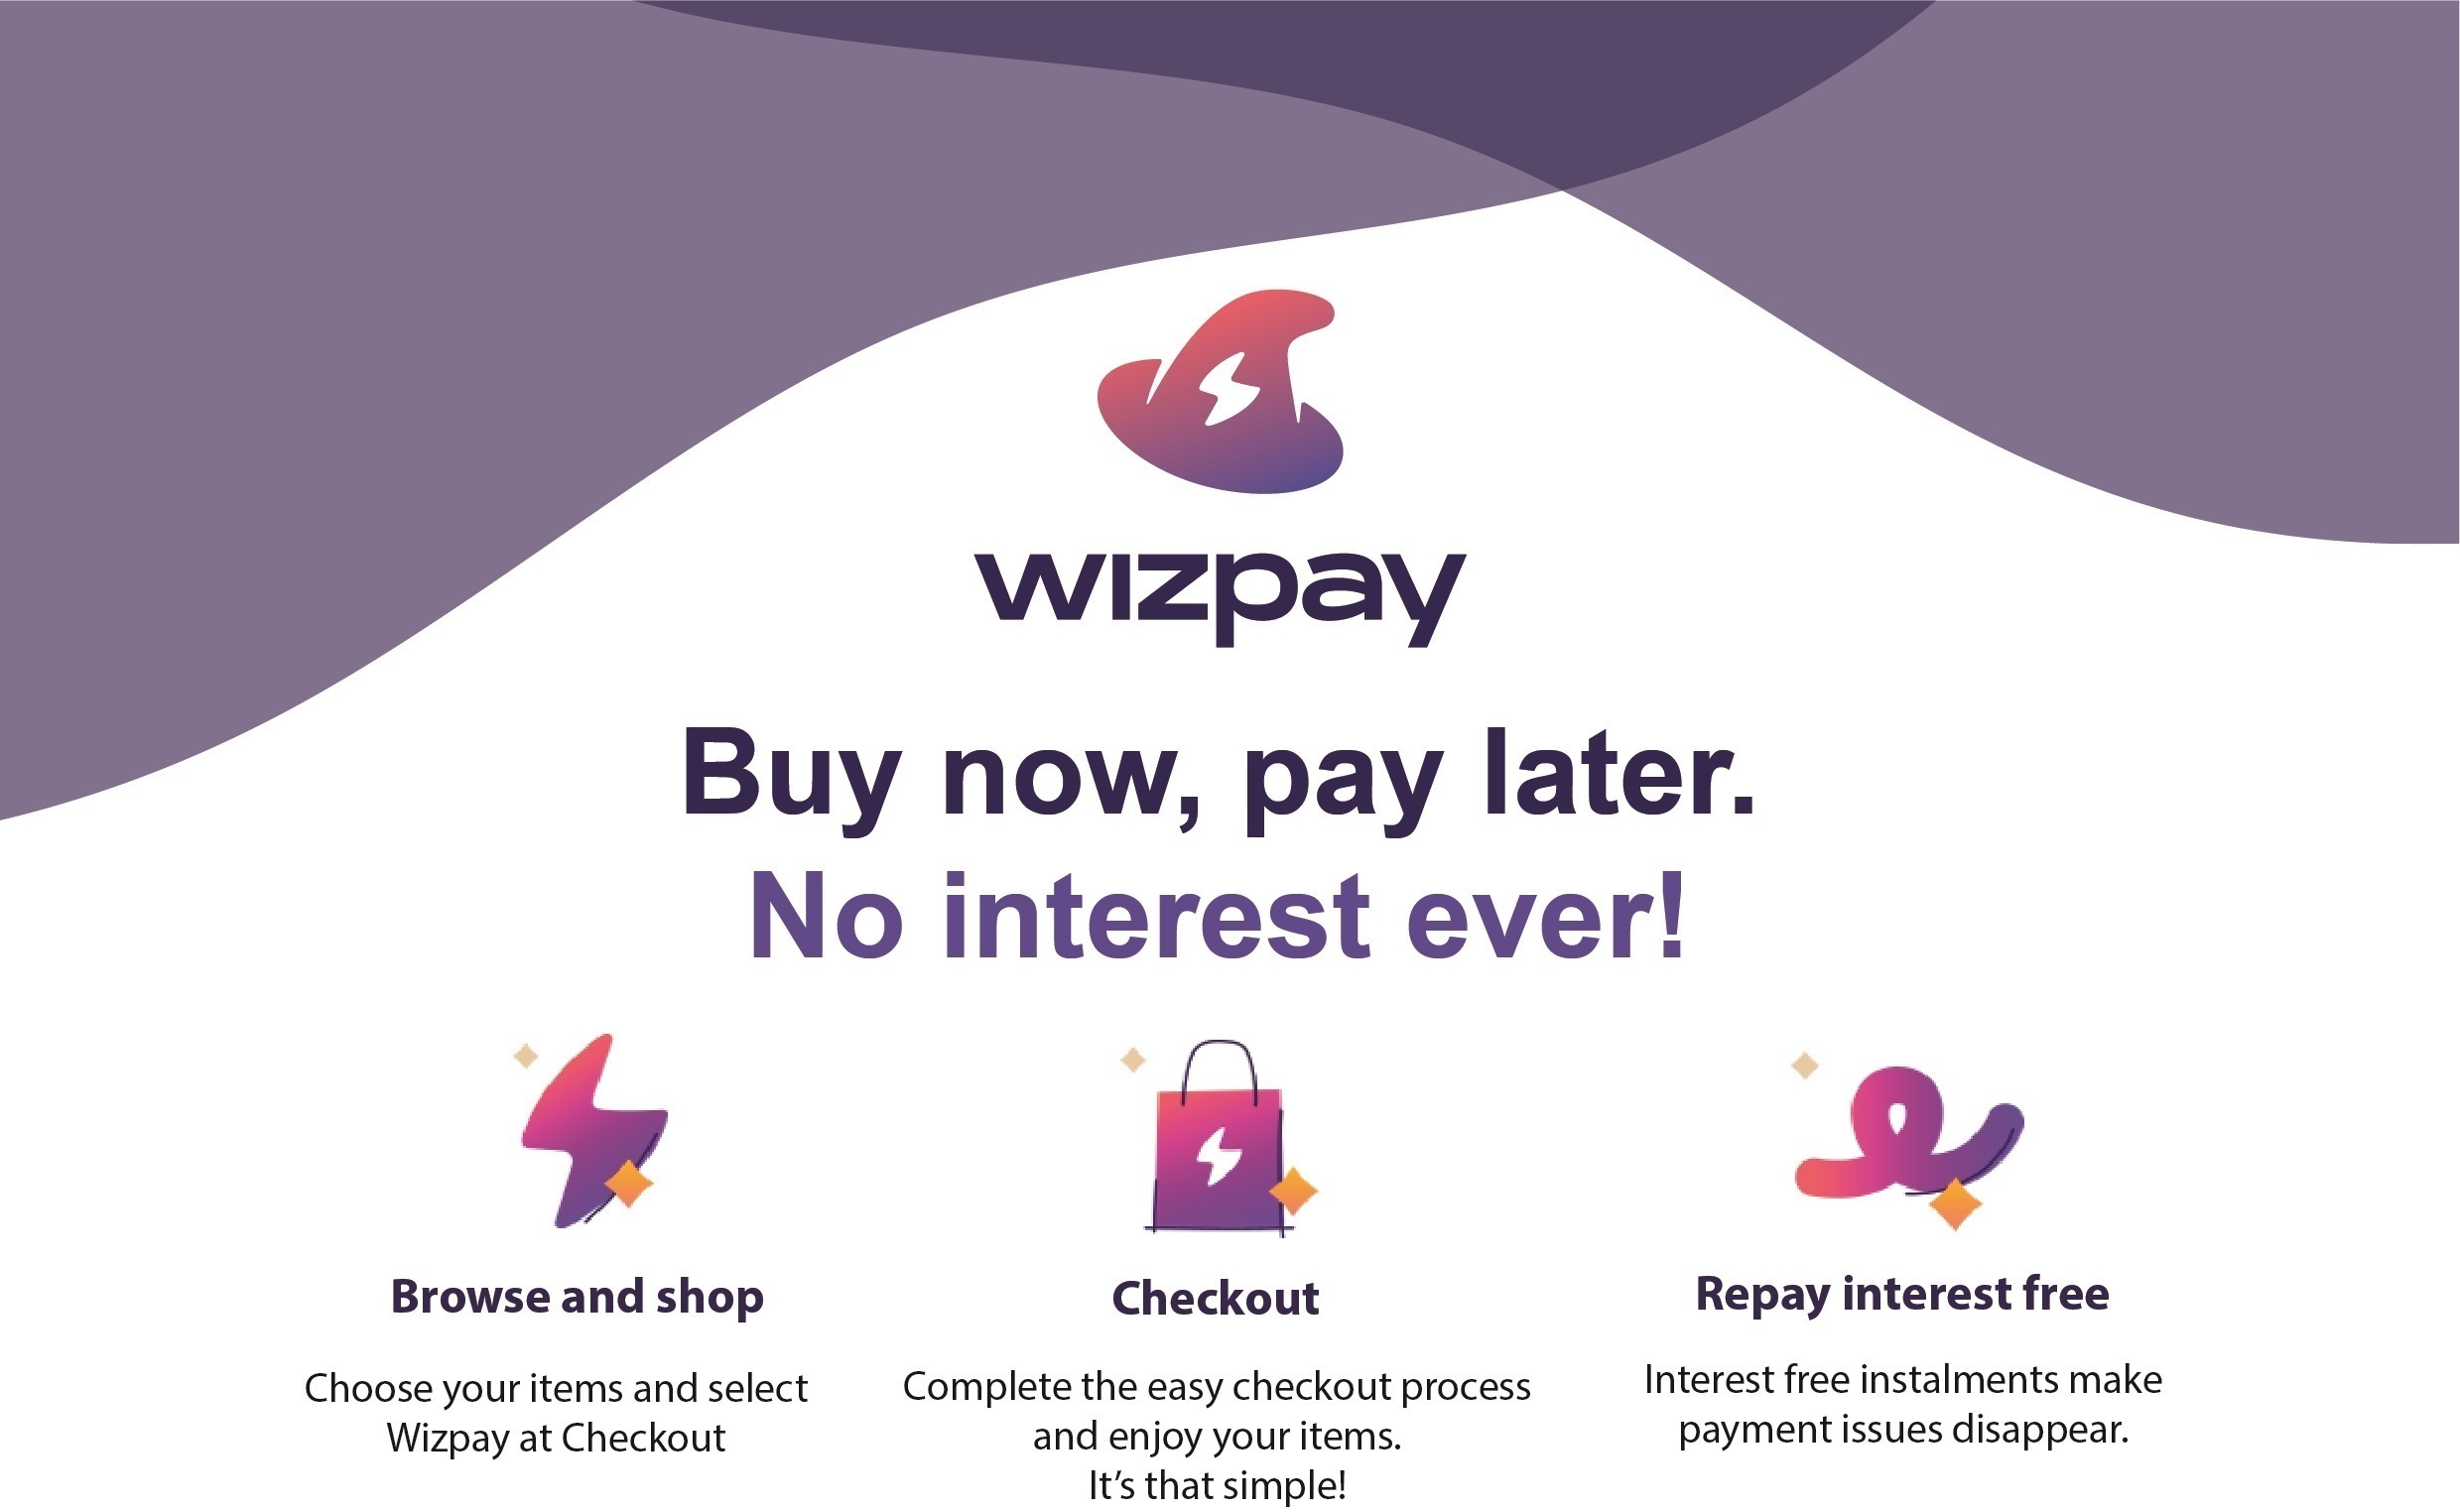 wizpay
Buy now, pay later.
No interest ever!
Browse and shop
Choose your items and select
Wizpay at Checkout
Checkout
Complete the easy checkout process
and enjoy your items.
It's that simple!
Repay interest free
Interest free instalments make
payment issues disappear.